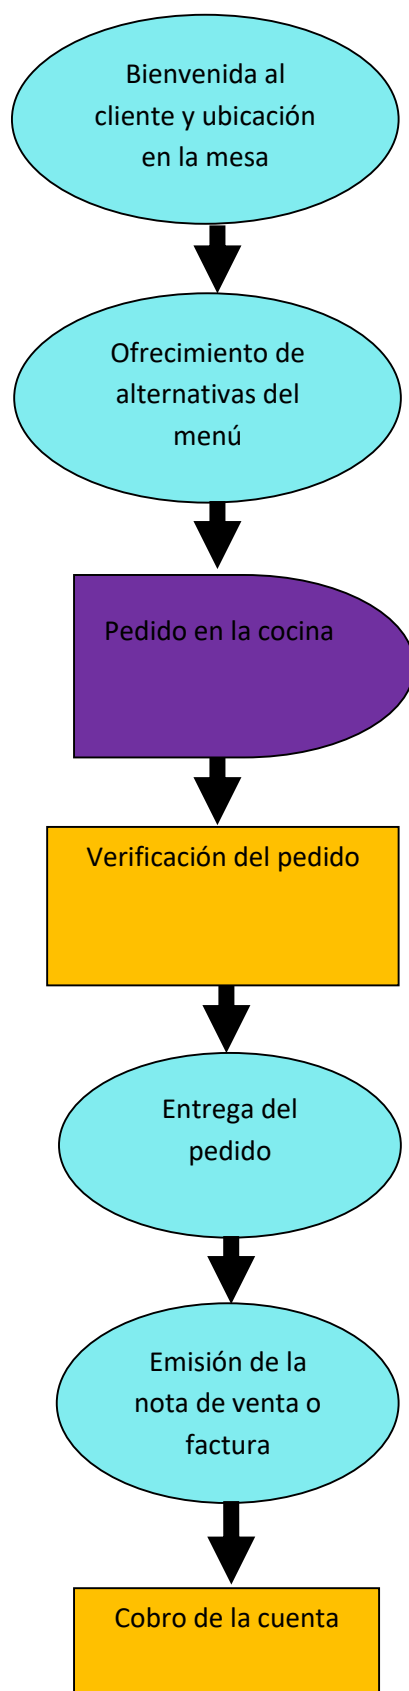 Bienvenida al
cliente y ubicación
en la mesa
Ofrecimiento de
alternativas del
menú
Pedido en la cocina
Verificación del pedido
Entrega del
pedido
Emisión de la
nota de venta o
factura
Cobro de la cuenta